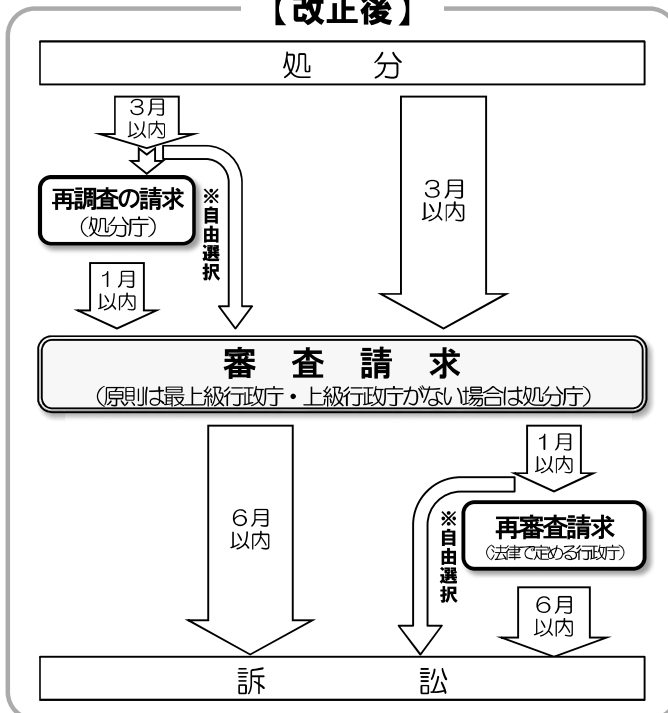 【改正後】
処　分
３月
以内
３月
以内
再調査の請求
（処分庁）
※自由選択
１月
以内
審　査　請　求
（原則は最上級行政庁・上級行政庁がない場合は処分庁）
６月
以内
１月
以内
※自由選択
再審査請求
（法律で定める行政庁）
６月
以内
訴　訟